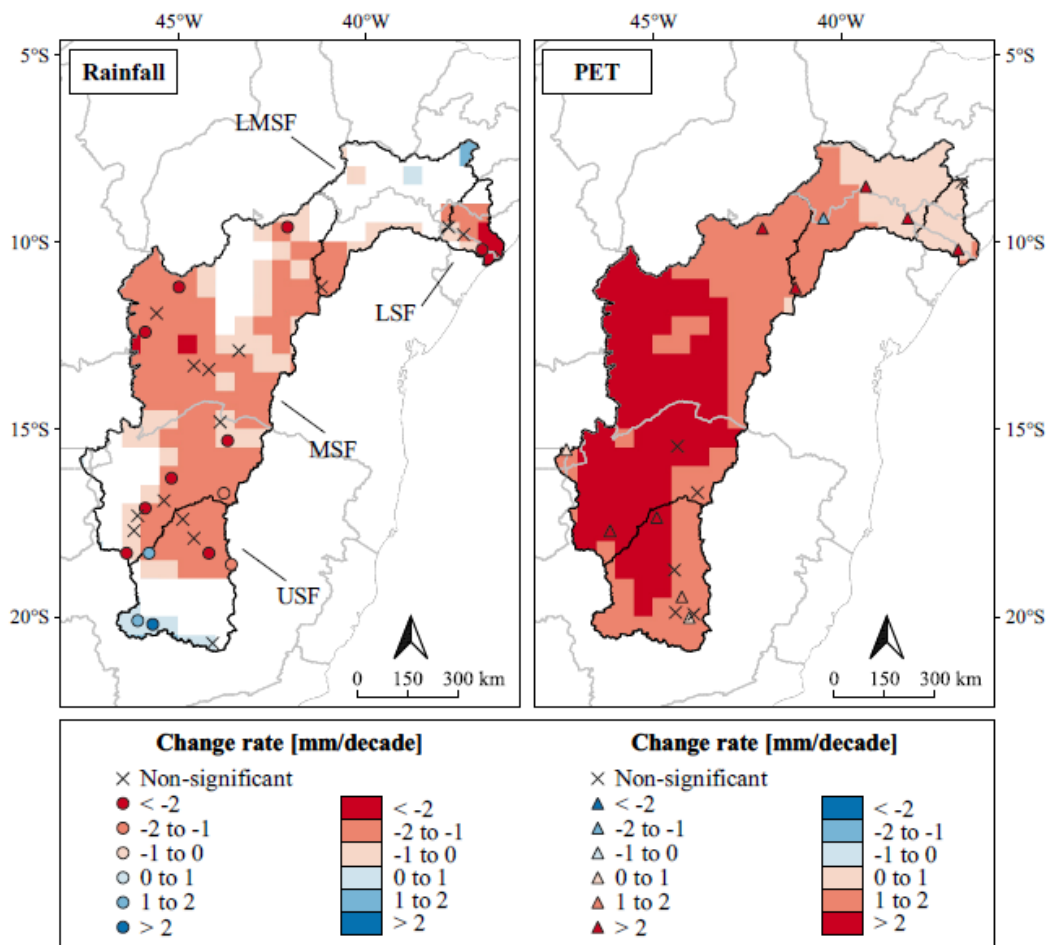 45°W 40°W 45°W 40°W
5°S 5°S
Rainfall PET
LMSF
10°S 10°S
LSF
15°S 15°S
MSF
USF
20°S 20°S
0 150 300 km 0 150 300 km
Change rate [mm/decade] Change rate [mm/decade]
Non-significant Non-significant
< -2 < -2 < -2 < -2
-2 to -1 -2 to -1 -2 to -1 -2 to -1
-1 to 0 -1 to 0 -1 to 0 -1 to 0
0 to 1 0 to 1 0 to 1 0 to 1
1 to 2 1 to 2 1 to 2 1 to 2
> 2 > 2 > 2 > 2